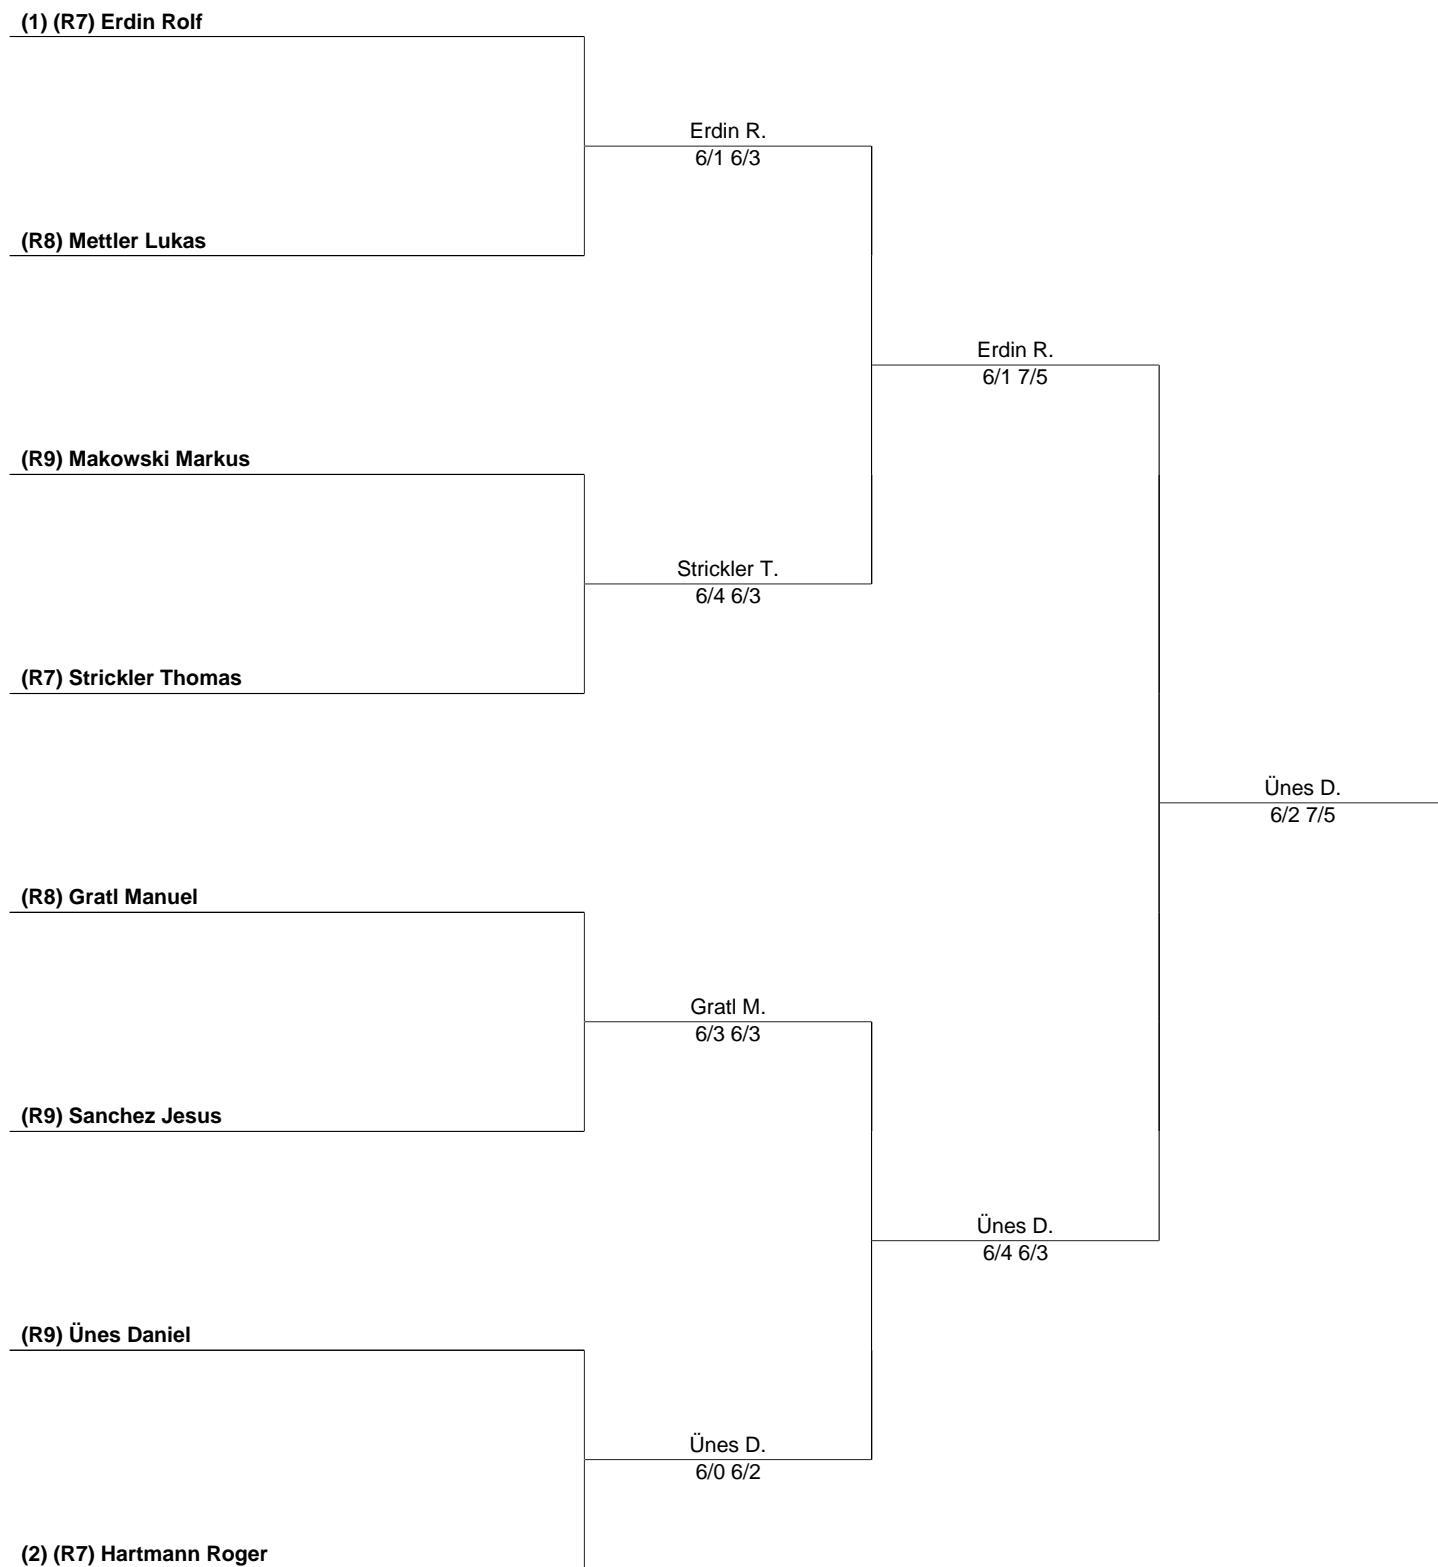 (1) (R7) Erdin Rolf
Erdin R.
6/1 6/3
(R8) Mettler Lukas
Erdin R.
6/1 7/5
(R9) Makowski Markus
Strickler T.
6/4 6/3
(R7) Strickler Thomas
Ünes D.
6/2 7/5
(R8) Gratl Manuel
Gratl M.
6/3 6/3
(R9) Sanchez Jesus
Ünes D.
6/4 6/3
(R9) Ünes Daniel
Ünes D.
6/0 6/2
(2) (R7) Hartmann Roger